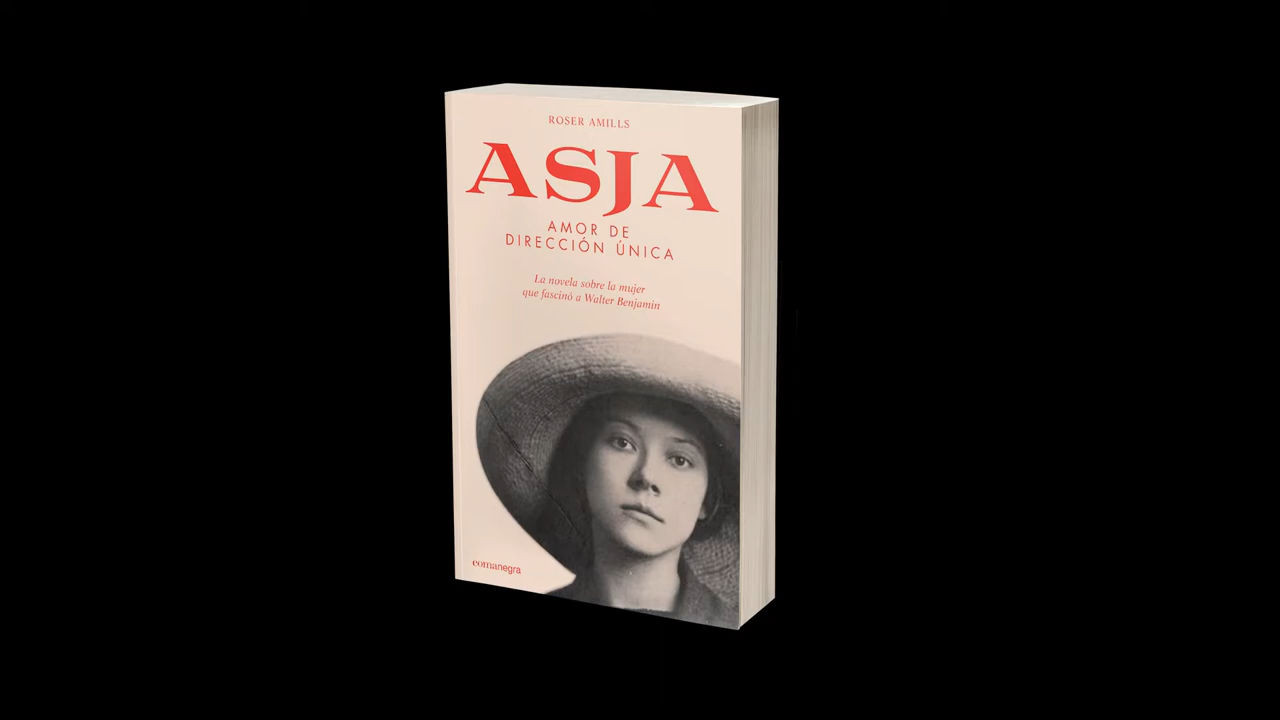 ROSER AMILLS
ASJA
AMOR DE
DIRECCIÓN ÚNICA
La novela sobre la mujer
que fascinó a Walter Benjamin
comanegra